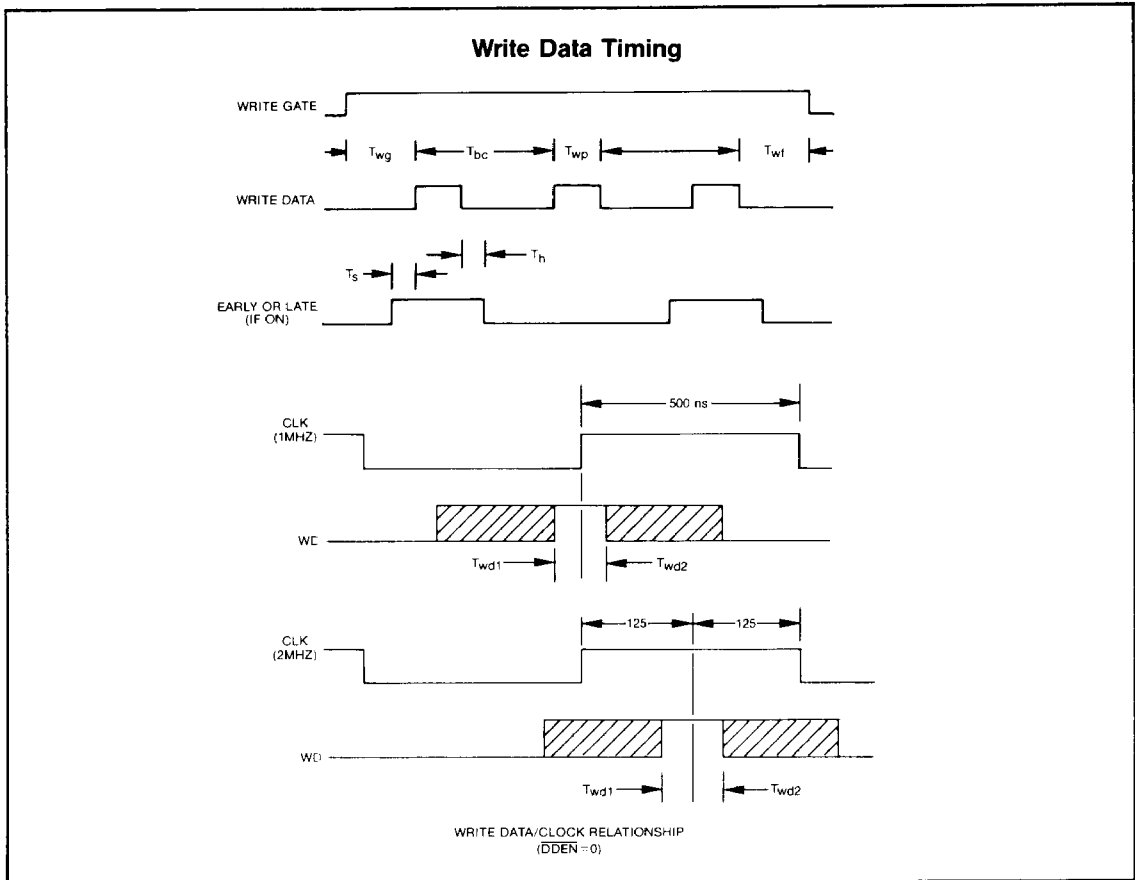 Write Data Timing
WRITE GATE
Twg
Tbc
Twp
Twf
WRITE DATA
Ts
Th
EARLY OR LATE
(IF ON)
500 ns
CLK
(1MHZ)
WD
Twd1
Twd2
125
125
CLK
(2MHZ)
WD
Twd1
Twd2
WRITE DATA/CLOCK RELATIONSHIP
(D̅D̅E̅N̅=0)